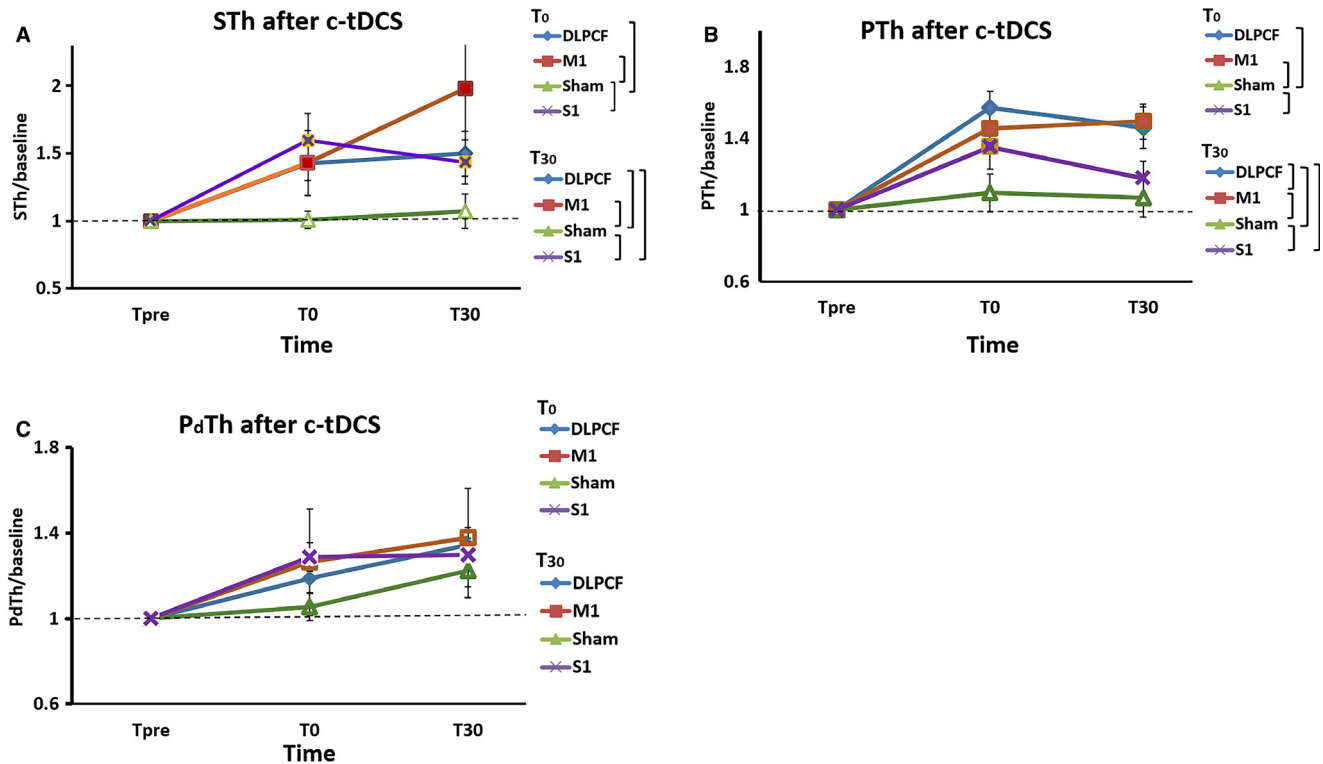 A
STh after c-tDCS
STh/baseline
2
1.5
1
0.5
Tpre T0 T30
Time
T0
DLPCF
M1
Sham
S1
T30
DLPCF
M1
Sham
S1
B
PTh after c-tDCS
PTh/baseline
1.8
1.4
1
0.6
Tpre T0 T30
Time
T0
DLPCF
M1
Sham
S1
T30
DLPCF
M1
Sham
S1
C
PdTh after c-tDCS
PdTh/baseline
1.8
1.4
1
0.6
Tpre T0 T30
Time
T0
DLPCF
M1
Sham
S1
T30
DLPCF
M1
Sham
S1